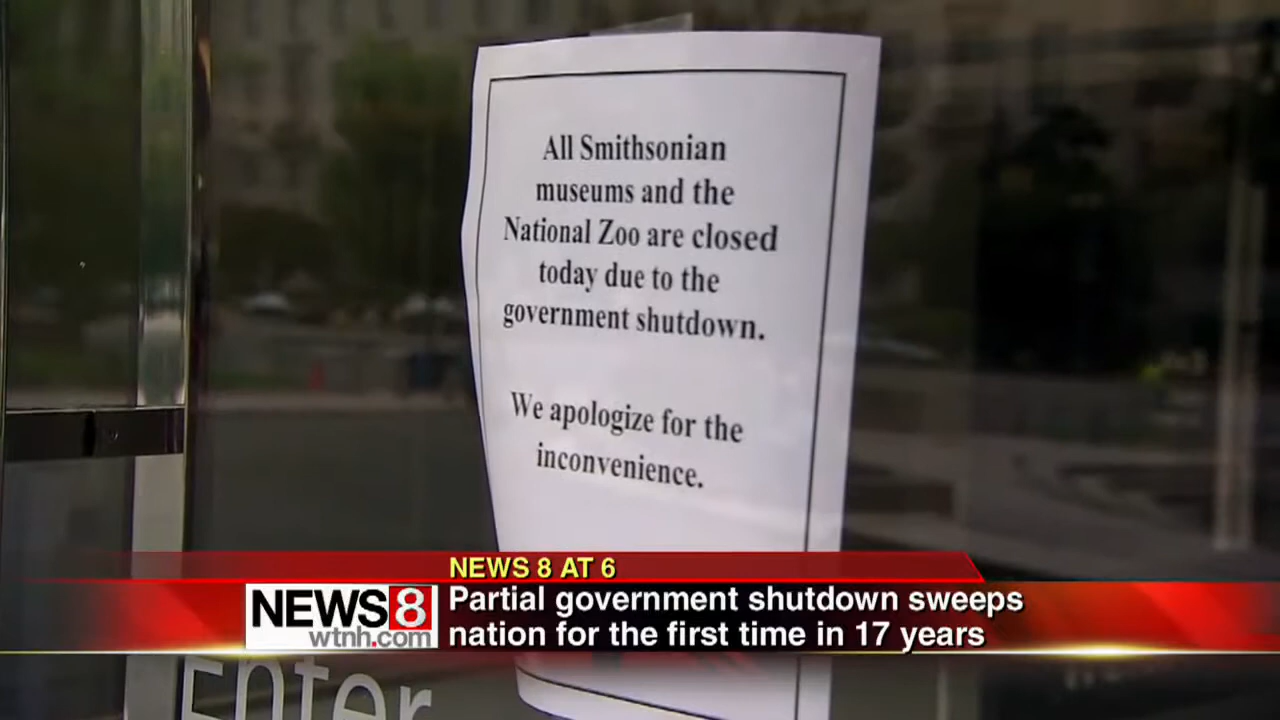 All Smithsonian
museums and the
National Zoo are closed
today due to the
government shutdown.
We apologize for the
inconvenience.
NEWS 8 AT 6
NEWS 8
wtnh.com
Partial government shutdown sweeps
nation for the first time in 17 years
Enter